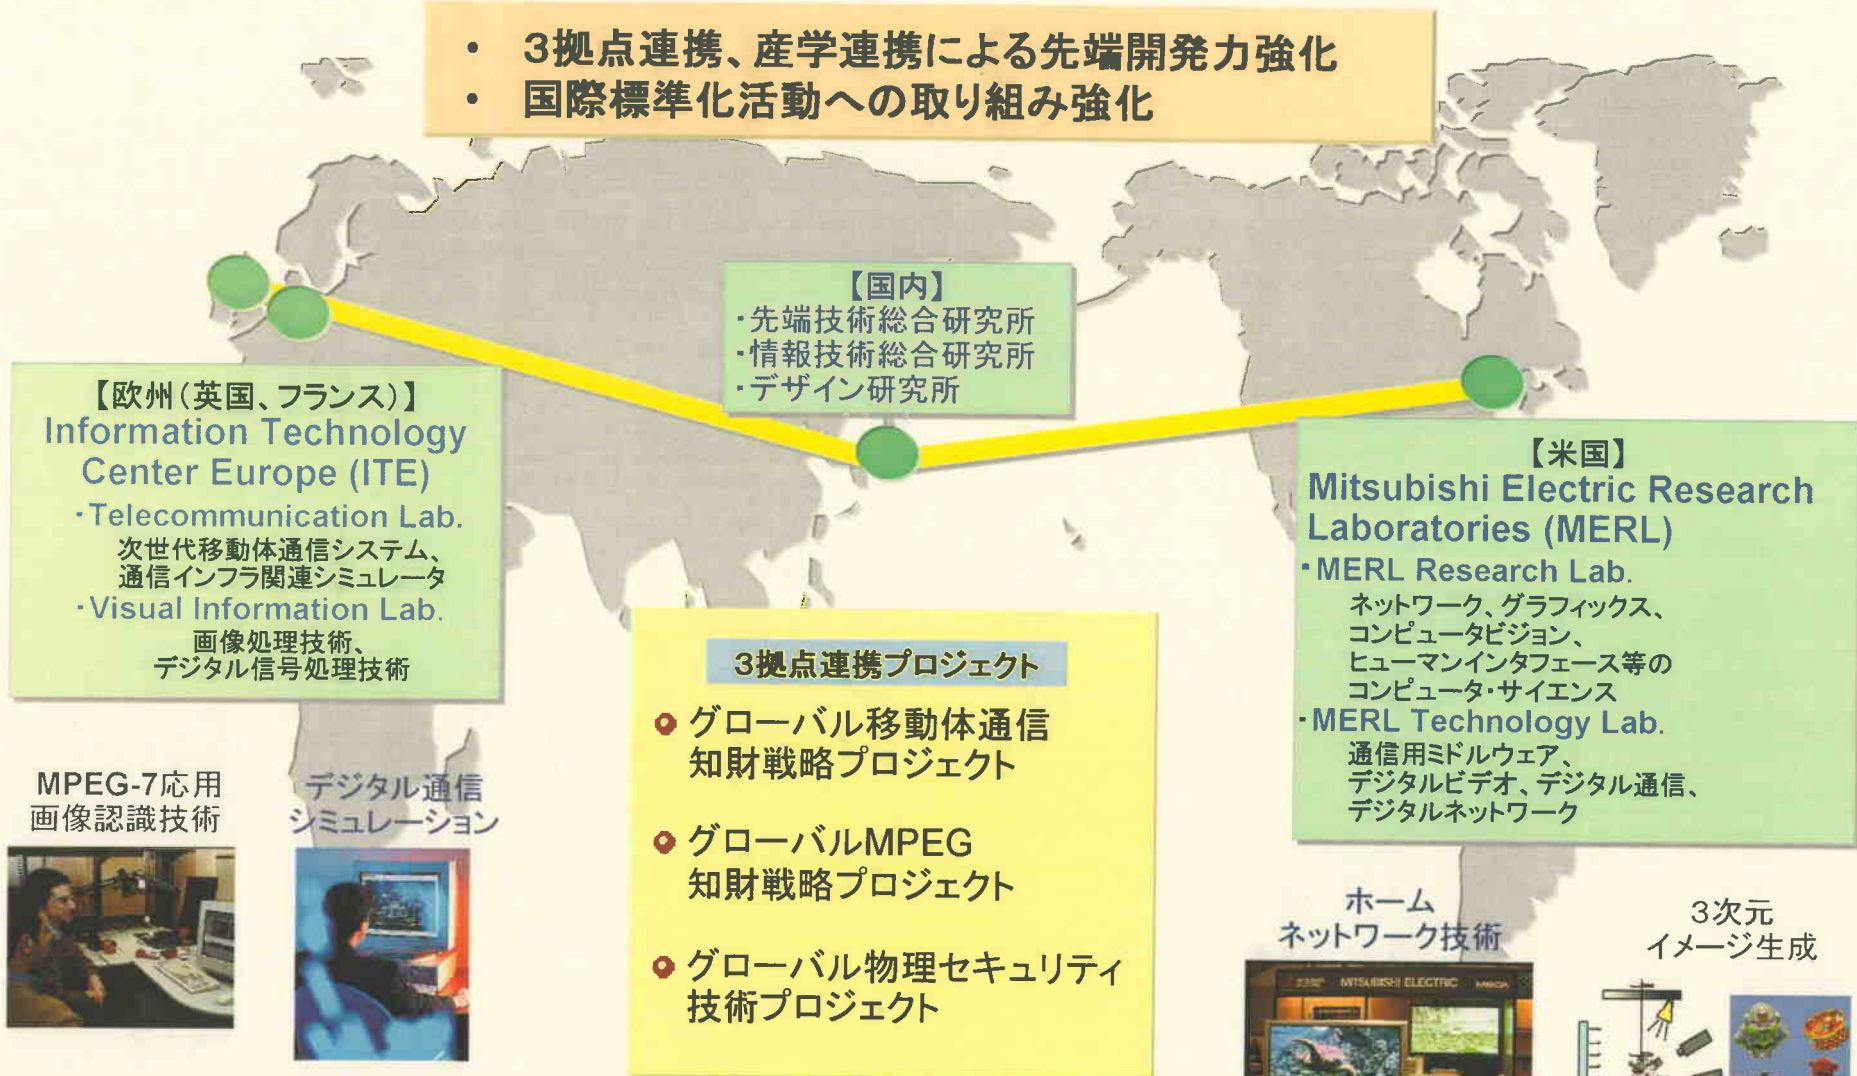 ・ 3拠点連携、産学連携による先端開発力強化
・ 国際標準化活動への取り組み強化
【国内】
・先端技術総合研究所
・情報技術総合研究所
・デザイン研究所
【欧州(英国、フランス)】
Information Technology
Center Europe (ITE)
・Telecommunication Lab.
次世代移動体通信システム、
通信インフラ関連シミュレータ
・Visual Information Lab.
画像処理技術、
デジタル信号処理技術
【米国】
Mitsubishi Electric Research
Laboratories (MERL)
・MERL Research Lab.
ネットワーク、グラフィックス、
コンピュータビジョン、
ヒューマンインタフェース等の
コンピュータ・サイエンス
・MERL Technology Lab.
通信用ミドルウェア、
デジタルビデオ、デジタル通信、
デジタルネットワーク
3拠点連携プロジェクト
グローバル移動体通信
知財戦略プロジェクト
グローバルMPEG
知財戦略プロジェクト
グローバル物理セキュリティ
技術プロジェクト
MPEG-7応用
画像認識技術
デジタル通信
シミュレーション
ホーム
ネットワーク技術
MITSUBISHI ELECTRIC
3次元
イメージ生成